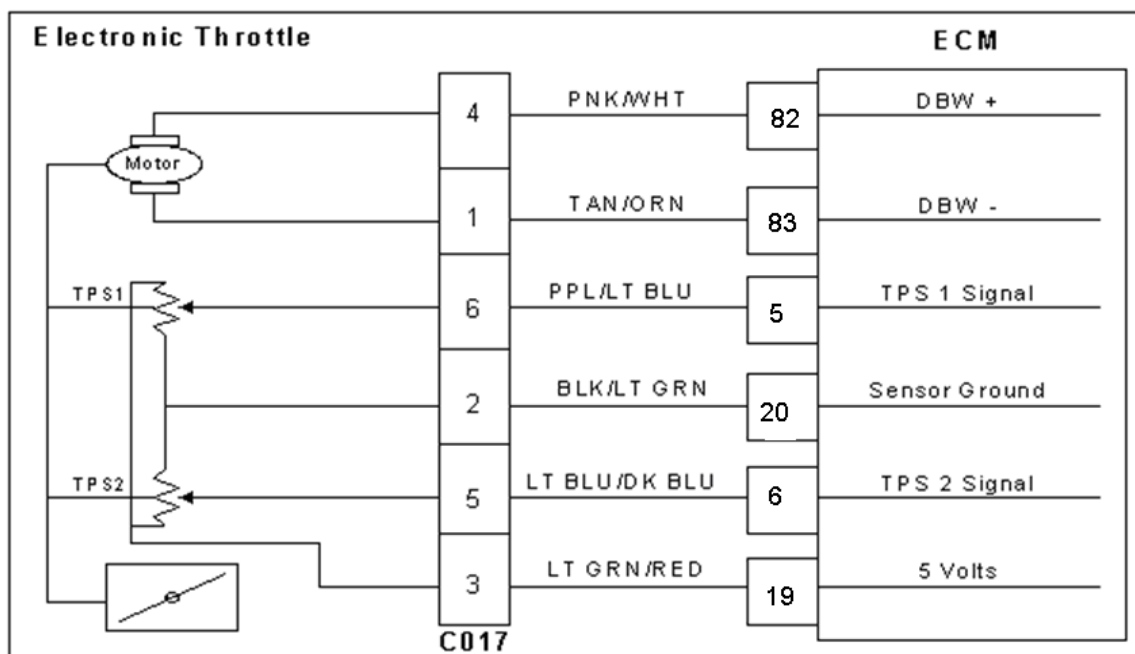 Electronic Throttle
ECM
4 PNK/WHT 82 DBW +
Motor
1 TAN/ORN 83 DBW -
TPS1 6 PPL/LT BLU 5 TPS 1 Signal
2 BLK/LT GRN 20 Sensor Ground
TPS2 5 LT BLU/DK BLU 6 TPS 2 Signal
3 LT GRN/RED 19 5 Volts
C017